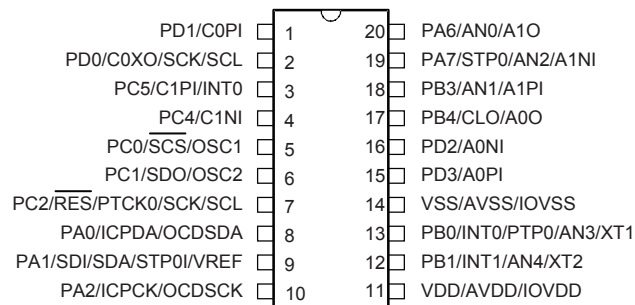 PD1/C0PI 1 20 PA6/AN0/A1O
PD0/C0XO/SCK/SCL 2 19 PA7/STP0/AN2/A1NI
PC5/C1PI/INT0 3 18 PB3/AN1/A1PI
PC4/C1NI 4 17 PB4/CLO/A0O
PC0/SCS/OSC1 5 16 PD2/A0NI
PC1/SDO/OSC2 6 15 PD3/A0PI
PC2/RES/PTCK0/SCK/SCL 7 14 VSS/AVSS/IOVSS
PA0/ICPDA/OCDSDA 8 13 PB0/INT0/PTP0/AN3/XT1
PA1/SDI/SDA/STP0I/VREF 9 12 PB1/INT1/AN4/XT2
PA2/ICPCK/OCDSCK 10 11 VDD/AVDD/IOVDD